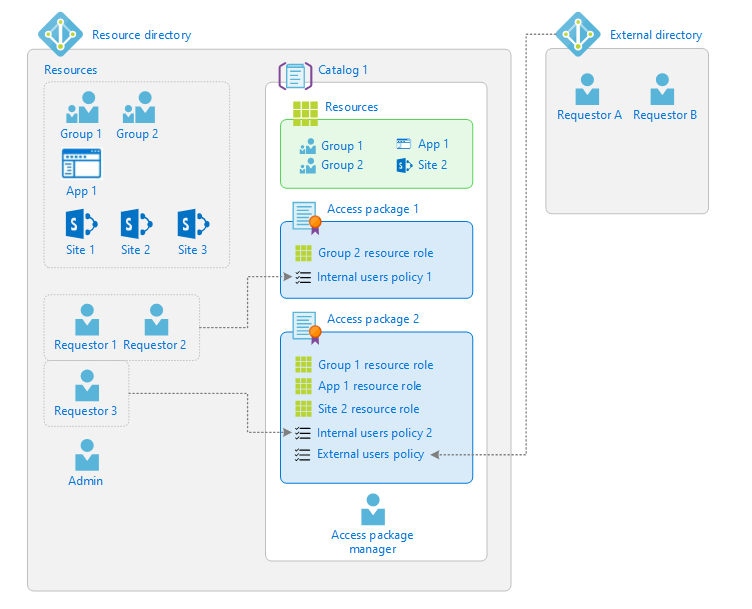 Resource directory
External directory
Resources
Group 1
Group 2
App 1
Site 1
Site 2
Site 3
Requestor 1
Requestor 2
Requestor 3
Admin
Catalog 1
Resources
Group 1
App 1
Group 2
Site 2
Access package 1
Group 2 resource role
Internal users policy 1
Access package 2
Group 1 resource role
App 1 resource role
Site 2 resource role
Internal users policy 2
External users policy
Access package
manager
Requestor A
Requestor B